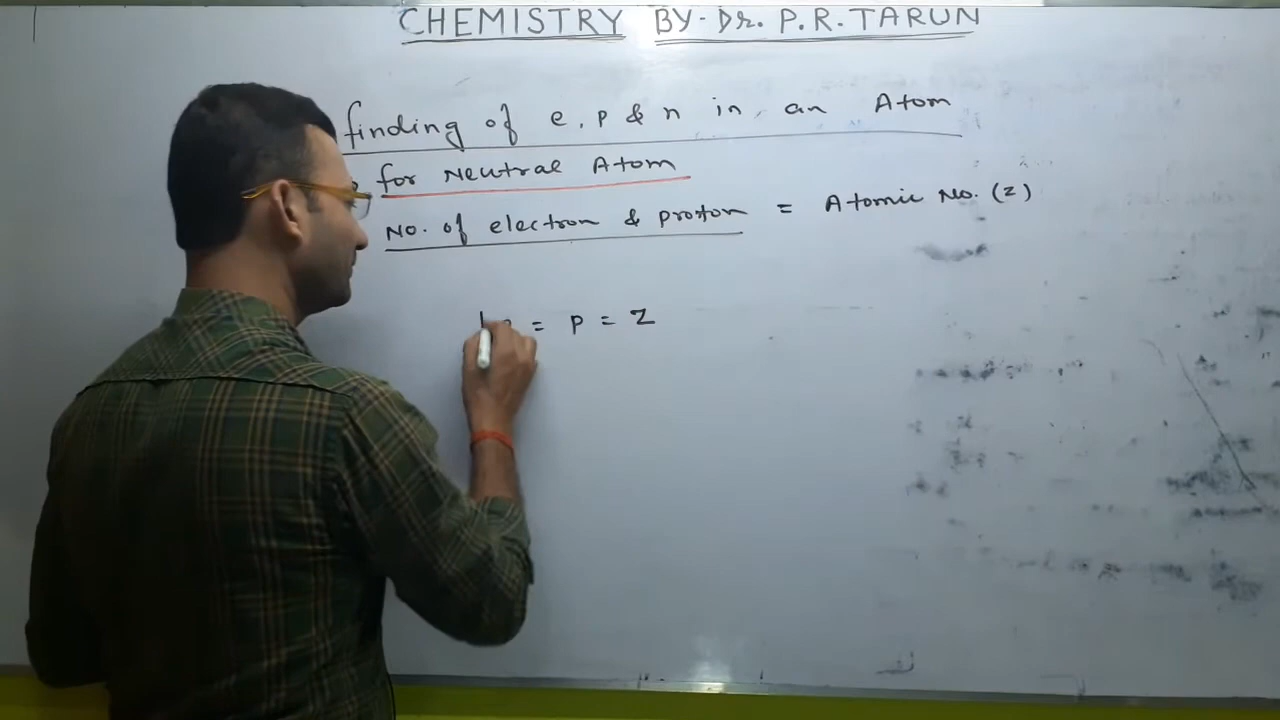 CHEMISTRY BY- Dr. P.R. TARUN
finding of e, p & n in an Atom
for Neutral Atom
No. of electron & proton = Atomic No. (z)
= p = z